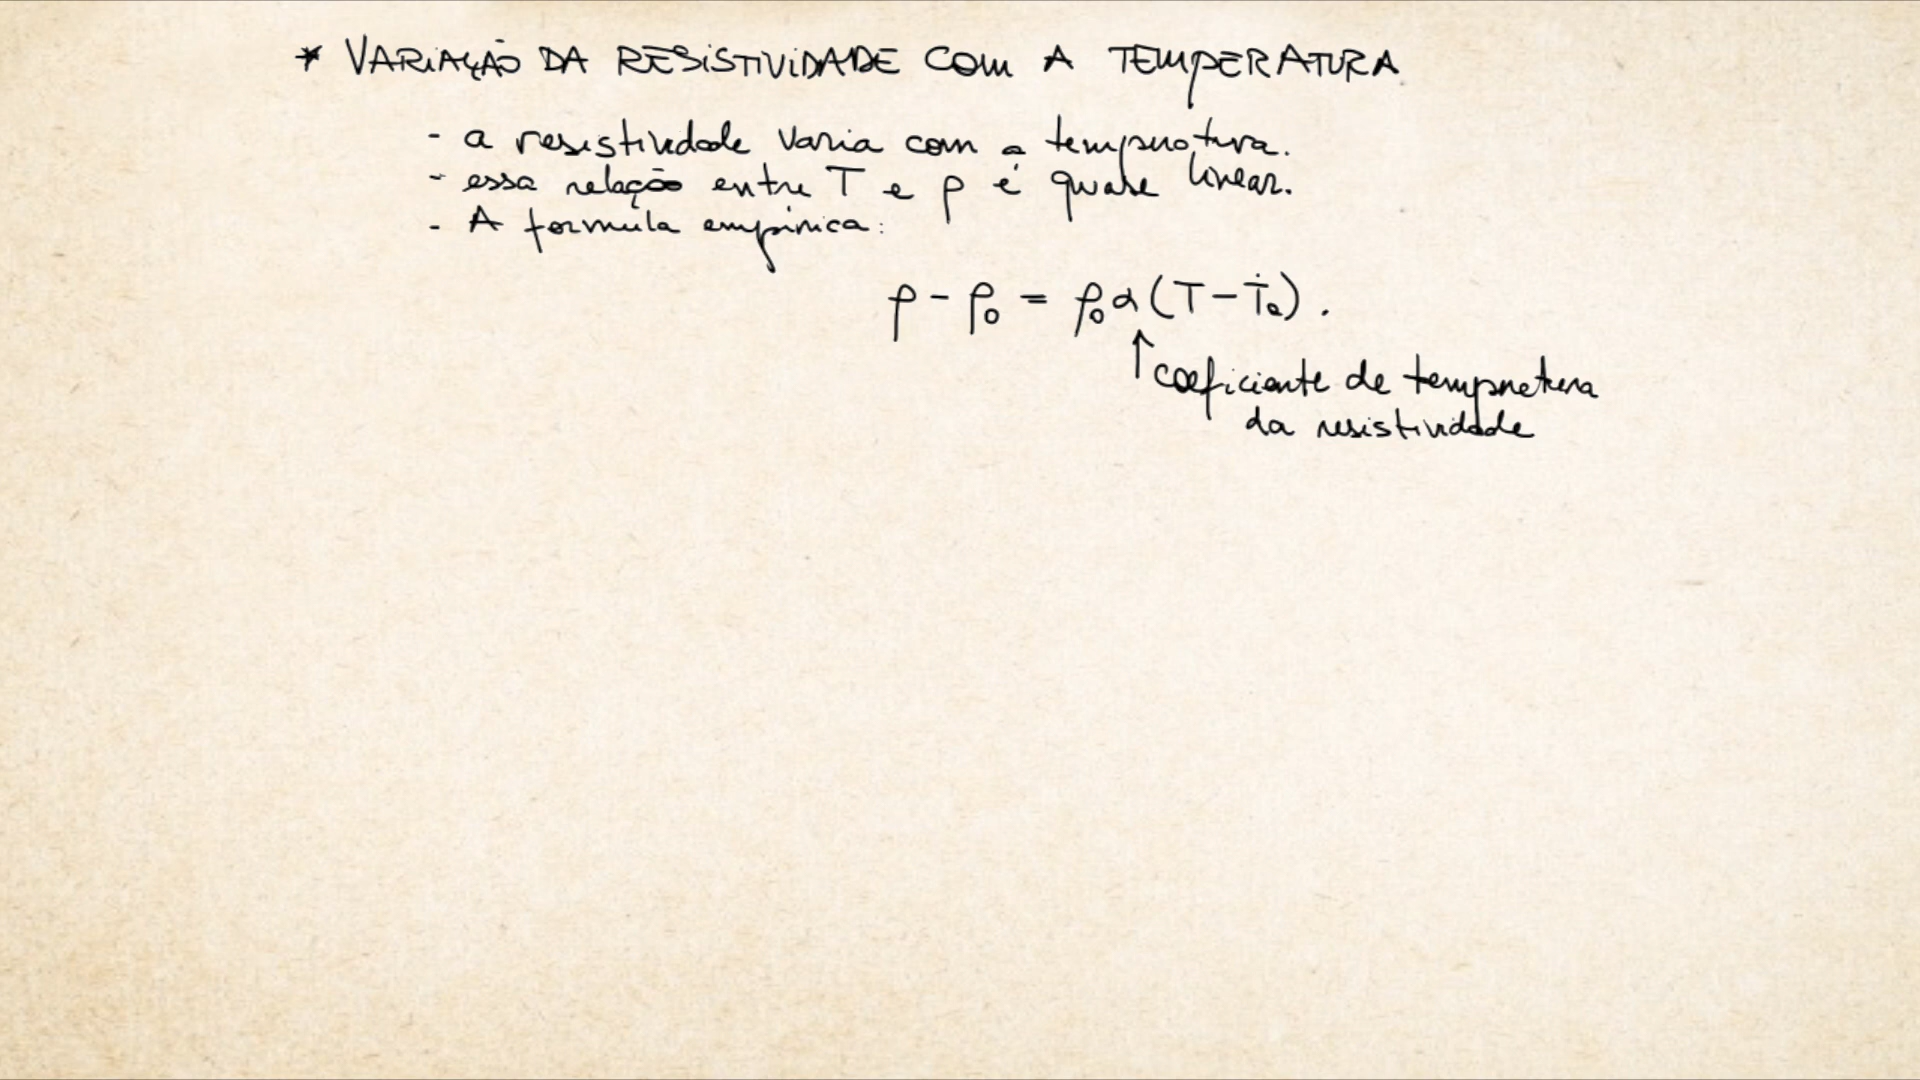 * VARIAÇÃO DA RESISTIVIDADE COM A TEMPERATURA
- a resistividade varia com a temperatura.
- essa relação entre T e ρ é quase linear.
- A formula empírica:
ρ - ρ₀ = ρ₀α(T - T₀).
↑ coeficiente de temperatura
da resistividade